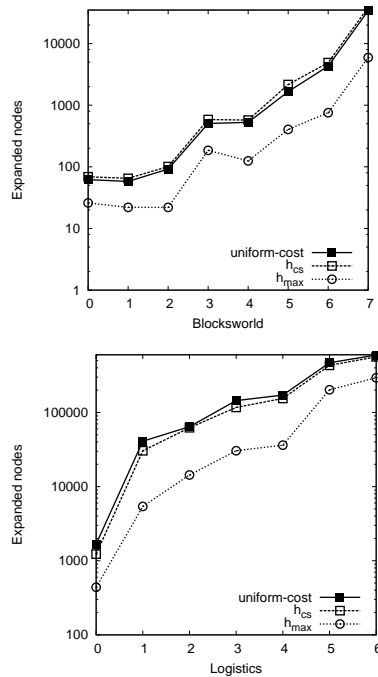 Expanded nodes
10000
1000
100
10
1
uniform-cost
h_cs
h_max
0 1 2 3 4 5 6 7
Blocksworld
Expanded nodes
100000
10000
1000
100
uniform-cost
h_cs
h_max
0 1 2 3 4 5 6
Logistics